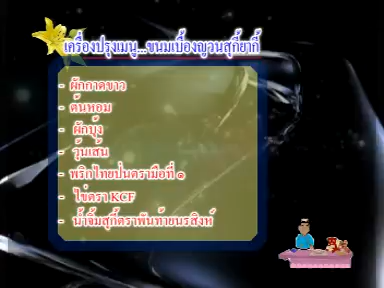 เครื่องปรุงเมนู...ขนมเบื้องญวนสุกี้ยากี้
- ผักกาดขาว
- ต้นหอม
- ผักบุ้ง
- วุ้นเส้น
- พริกไทยป่นตรามือที่ ๑
- ไข่ตรา KCF
- น้ำจิ้มสุกี้ตราพันท้ายนรสิงห์